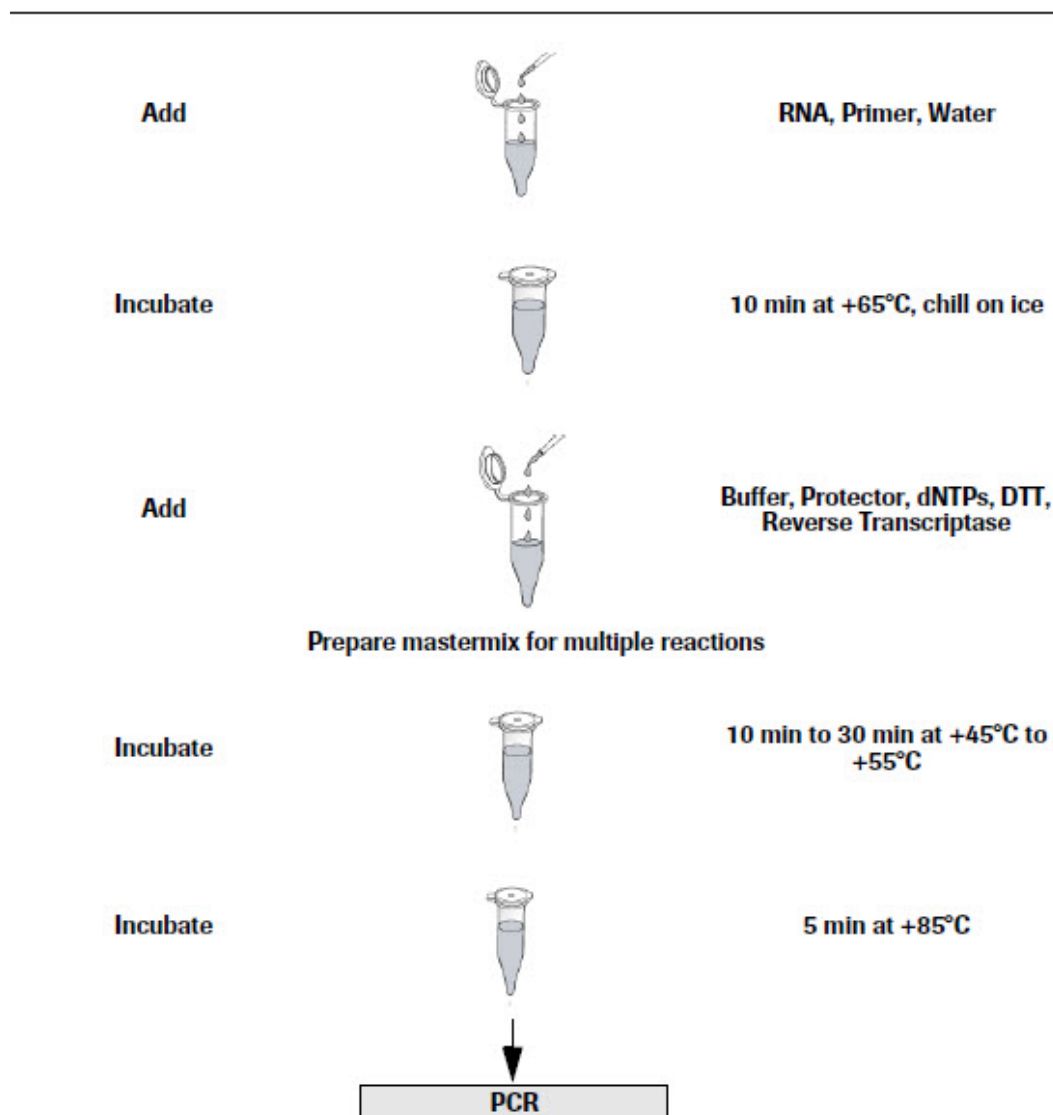 Add
RNA, Primer, Water
Incubate
10 min at +65°C, chill on ice
Add
Buffer, Protector, dNTPs, DTT,
Reverse Transcriptase
Prepare mastermix for multiple reactions
Incubate
10 min to 30 min at +45°C to
+55°C
Incubate
5 min at +85°C
PCR